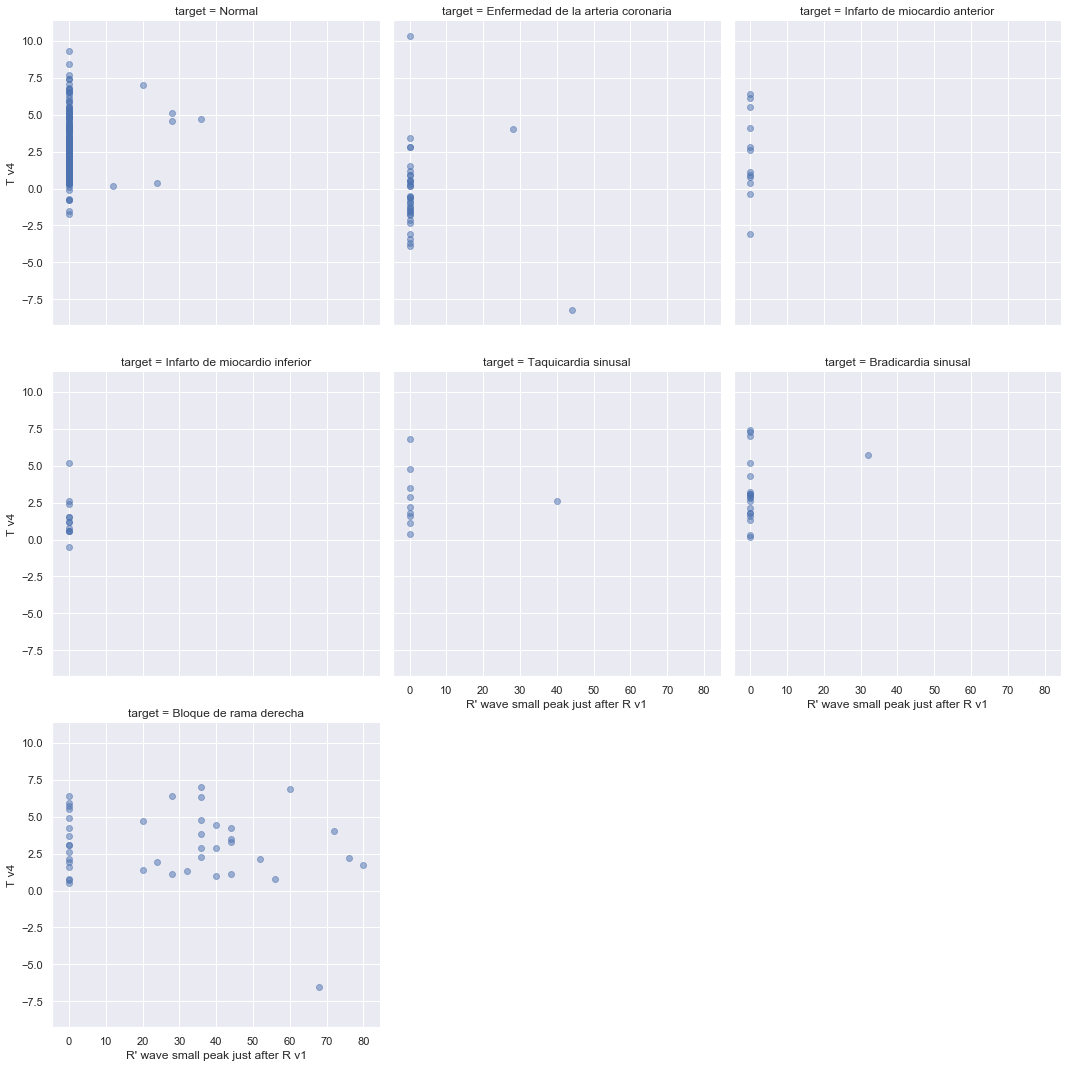 target = Normal
target = Enfermedad de la arteria coronaria
target = Infarto de miocardio anterior
10.0
7.5
5.0
2.5
0.0
−2.5
−5.0
−7.5
T v4
target = Infarto de miocardio inferior
target = Taquicardia sinusal
target = Bradicardia sinusal
10.0
7.5
5.0
2.5
0.0
−2.5
−5.0
−7.5
T v4
0 10 20 30 40 50 60 70 80
R' wave small peak just after R v1
0 10 20 30 40 50 60 70 80
R' wave small peak just after R v1
target = Bloque de rama derecha
10.0
7.5
5.0
2.5
0.0
−2.5
−5.0
−7.5
T v4
0 10 20 30 40 50 60 70 80
R' wave small peak just after R v1